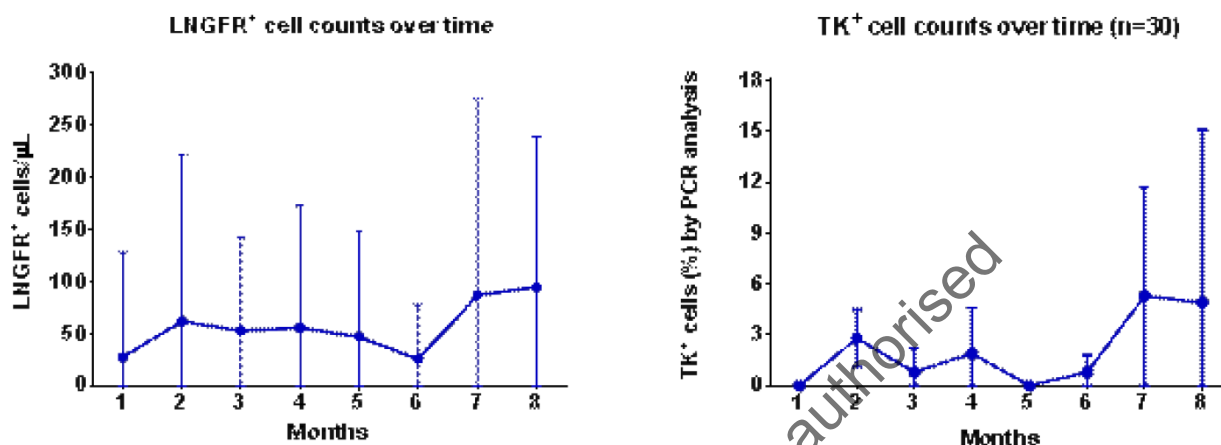 LNGFR⁺ cell counts over time
300
250
200
150
100
50
0
LNGFR⁺ cells/µL
1 2 3 4 5 6 7 8
Months
TK⁺ cell counts over time (n=30)
18
15
12
9
6
3
0
TK⁺ cells (%) by PCR analysis
1 2 3 4 5 6 7 8
Months
authorised